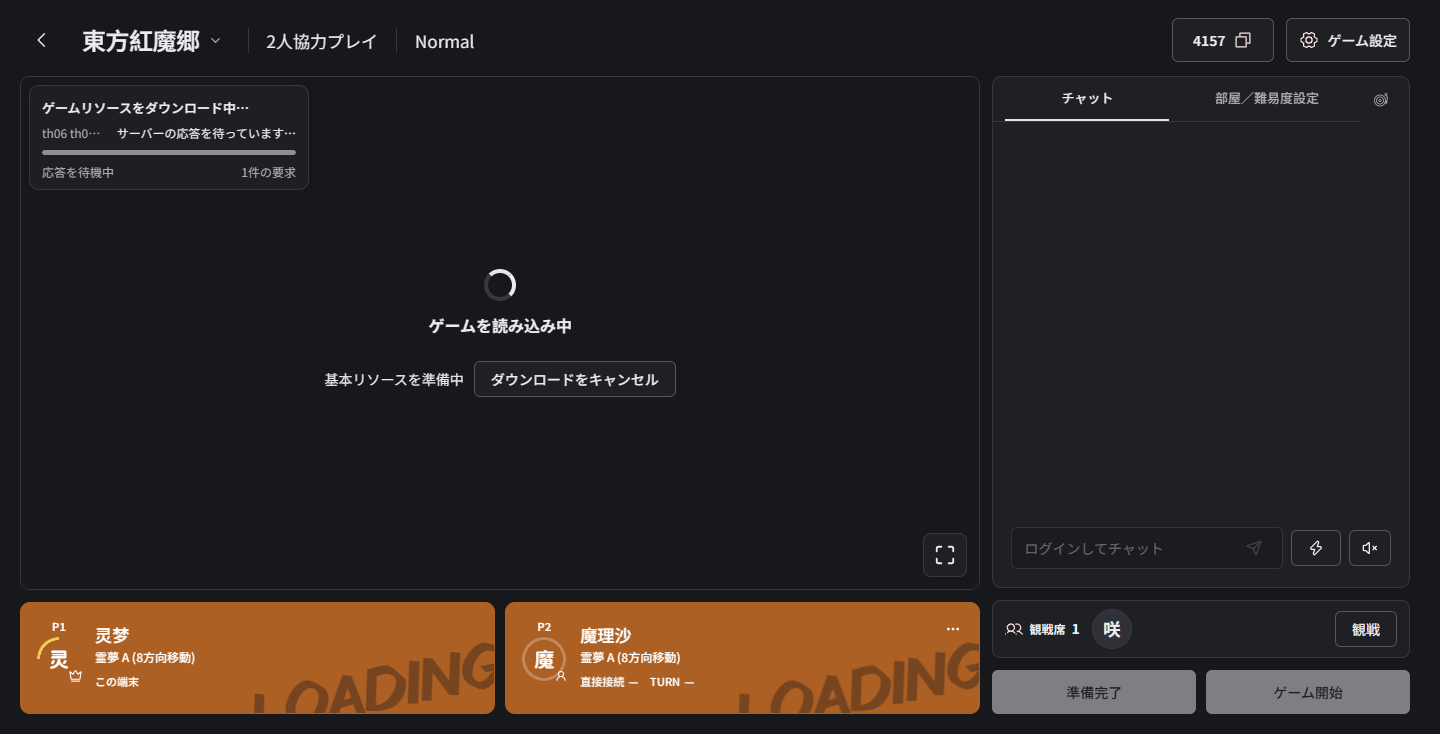 東方紅魔郷
2人協力プレイ
Normal
4157
ゲーム設定
ゲームリソースをダウンロード中…
th06 th0… サーバーの応答を待っています…
応答を待機中 1件の要求
ゲームを読み込み中
基本リソースを準備中
ダウンロードをキャンセル
チャット
部屋／難易度設定
ログインしてチャット
P1
灵
灵梦
霊夢 A (8方向移動)
この端末
LOADING
P2
魔
魔理沙
霊夢 A (8方向移動)
直接接続 — TURN —
LOADING
観戦席 1
咲
観戦
準備完了
ゲーム開始